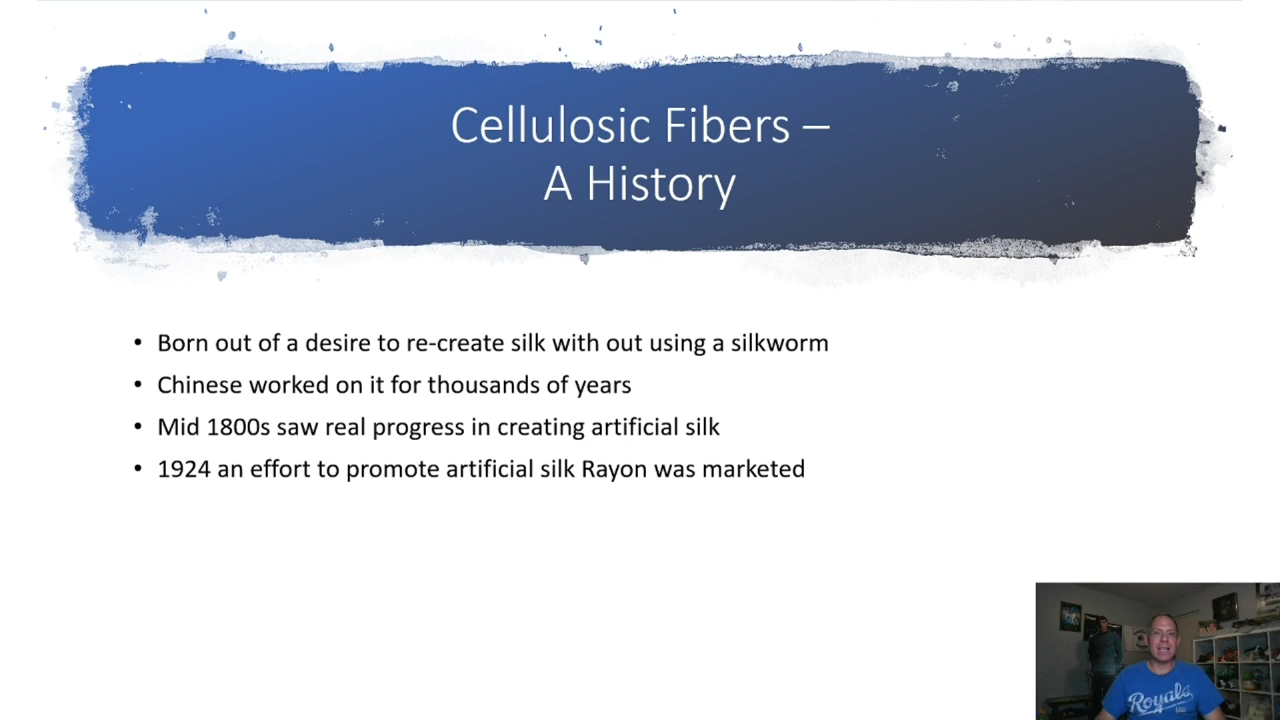 Cellulosic Fibers –
A History
• Born out of a desire to re-create silk with out using a silkworm
• Chinese worked on it for thousands of years
• Mid 1800s saw real progress in creating artificial silk
• 1924 an effort to promote artificial silk Rayon was marketed
Royals